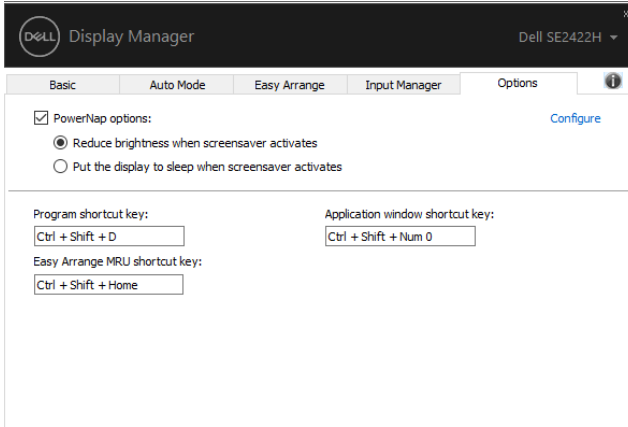 DELL Display Manager
Dell SE2422H
Basic Auto Mode Easy Arrange Input Manager Options
PowerNap options: Configure
Reduce brightness when screensaver activates
Put the display to sleep when screensaver activates
Program shortcut key: Application window shortcut key:
Ctrl + Shift + D Ctrl + Shift + Num 0
Easy Arrange MRU shortcut key:
Ctrl + Shift + Home